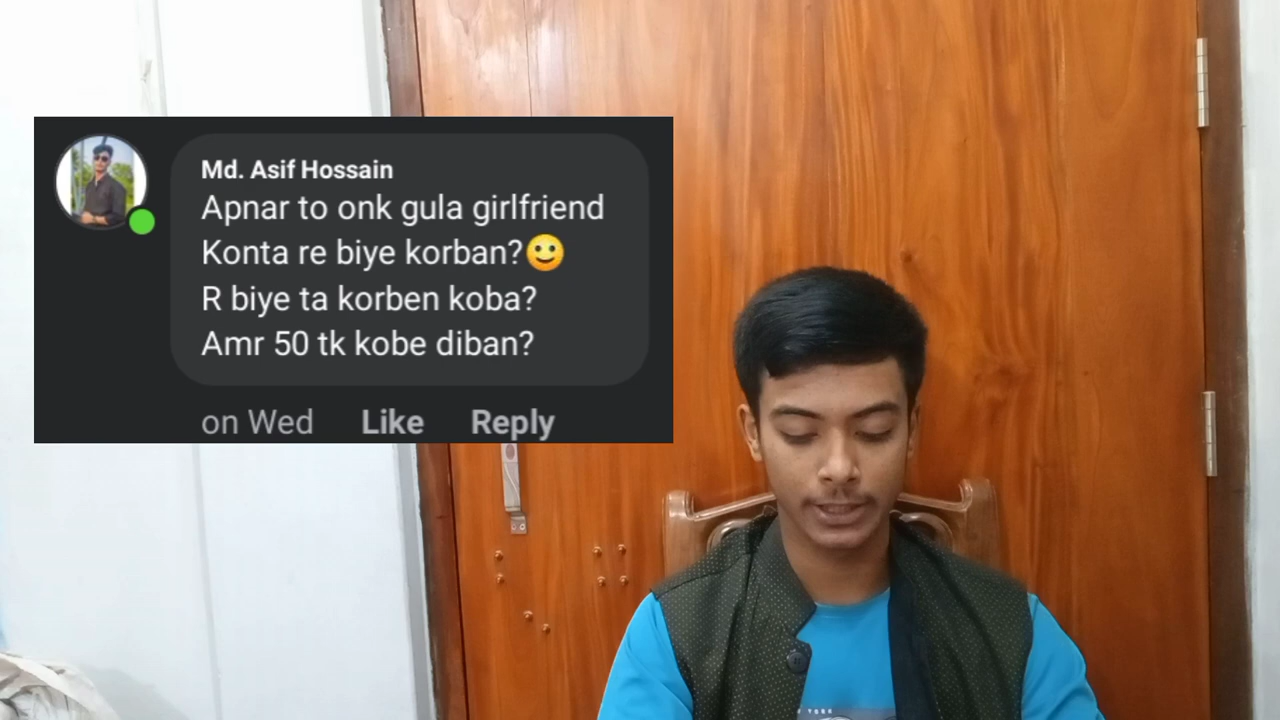 Md. Asif Hossain
Apnar to onk gula girlfriend
Konta re biye korban?🙂
R biye ta korben koba?
Amr 50 tk kobe diban?
on Wed Like Reply